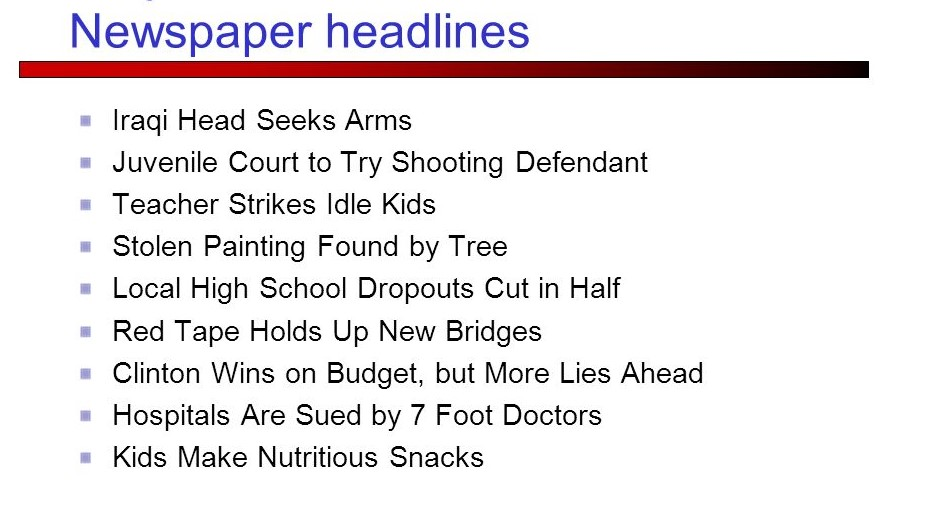 Newspaper headlines
Iraqi Head Seeks Arms
Juvenile Court to Try Shooting Defendant
Teacher Strikes Idle Kids
Stolen Painting Found by Tree
Local High School Dropouts Cut in Half
Red Tape Holds Up New Bridges
Clinton Wins on Budget, but More Lies Ahead
Hospitals Are Sued by 7 Foot Doctors
Kids Make Nutritious Snacks